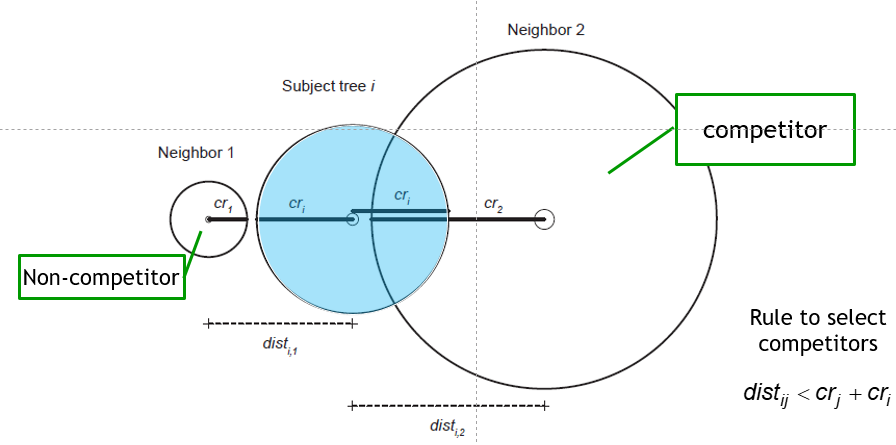 Neighbor 2
Subject tree i
competitor
Neighbor 1
cr1
cri
cri
cr2
Non-competitor
disti,1
Rule to select
competitors
distij < crj + cri
disti,2